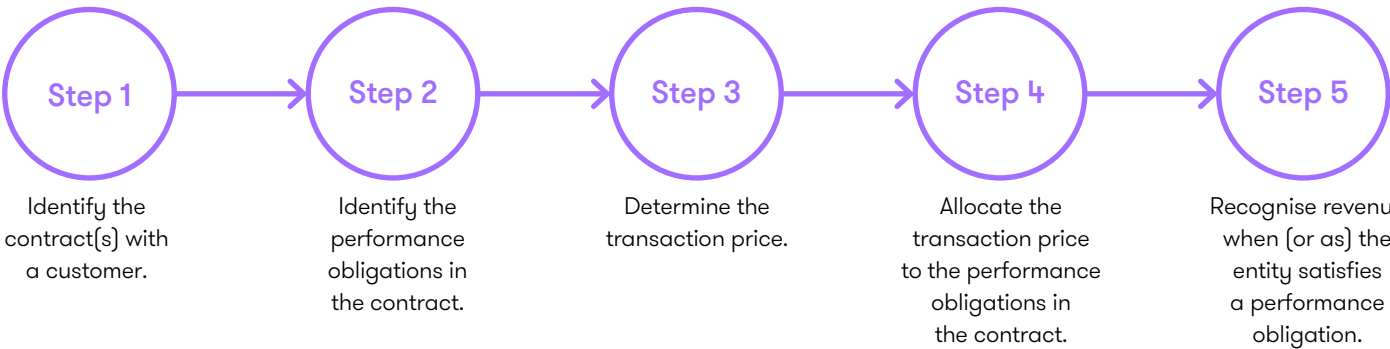 Step 1
Step 2
Step 3
Step 4
Step 5
Identify the
contract(s) with
a customer.
Identify the
performance
obligations in
the contract.
Determine the
transaction price.
Allocate the
transaction price
to the performance
obligations in
the contract.
Recognise revenu
when (or as) the
entity satisfies
a performance
obligation.